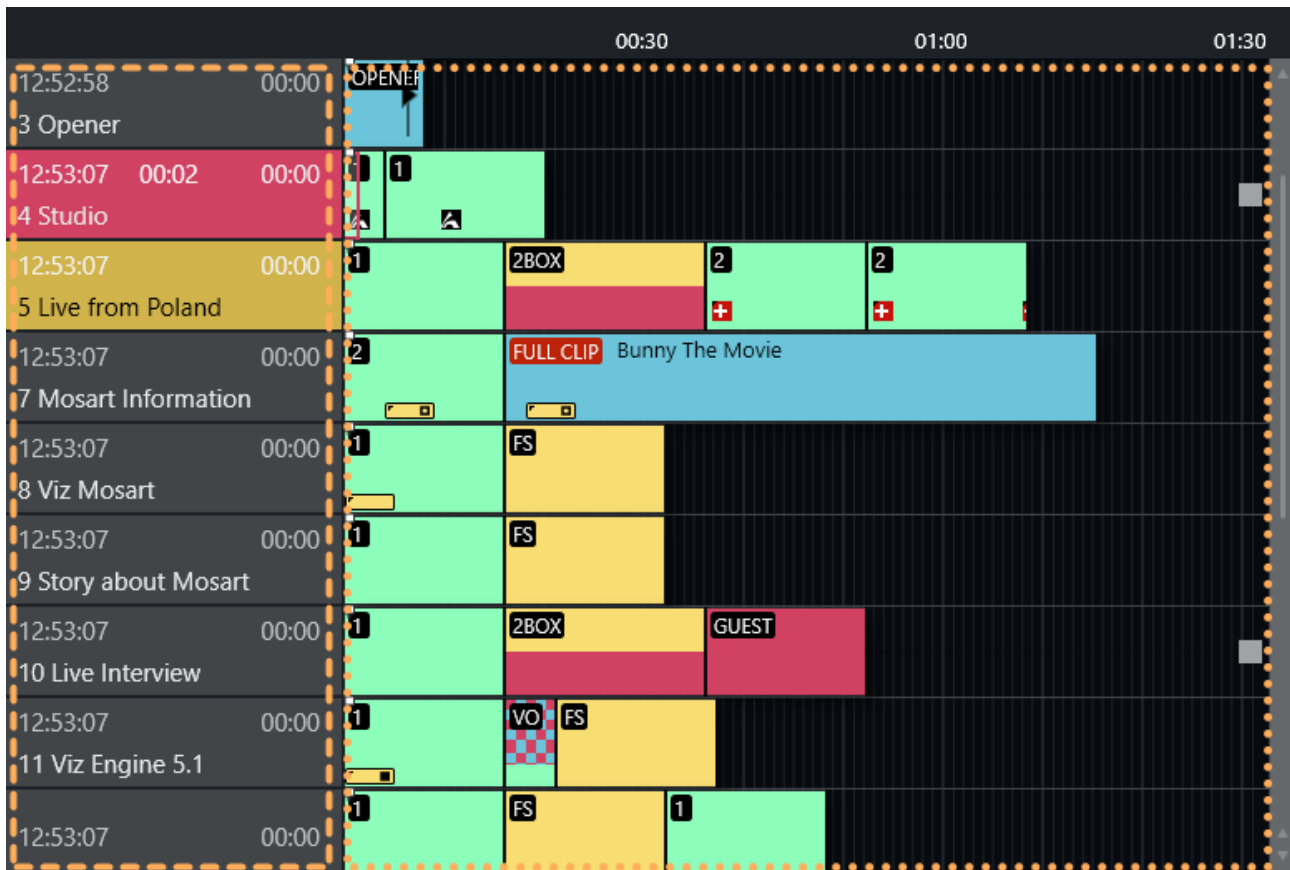 00:30 01:00 01:30
12:52:58 00:00 OPENER
3 Opener
12:53:07 00:02 00:00 1
4 Studio
12:53:07 00:00 1 2BOX 2 2
5 Live from Poland
12:53:07 00:00 2 FULL CLIP Bunny The Movie
7 Mosart Information
12:53:07 00:00 1 FS
8 Viz Mosart
12:53:07 00:00 1 FS
9 Story about Mosart
12:53:07 00:00 1 2BOX GUEST
10 Live Interview
12:53:07 00:00 1 VO FS
11 Viz Engine 5.1
1 FS 1
12:53:07 00:00